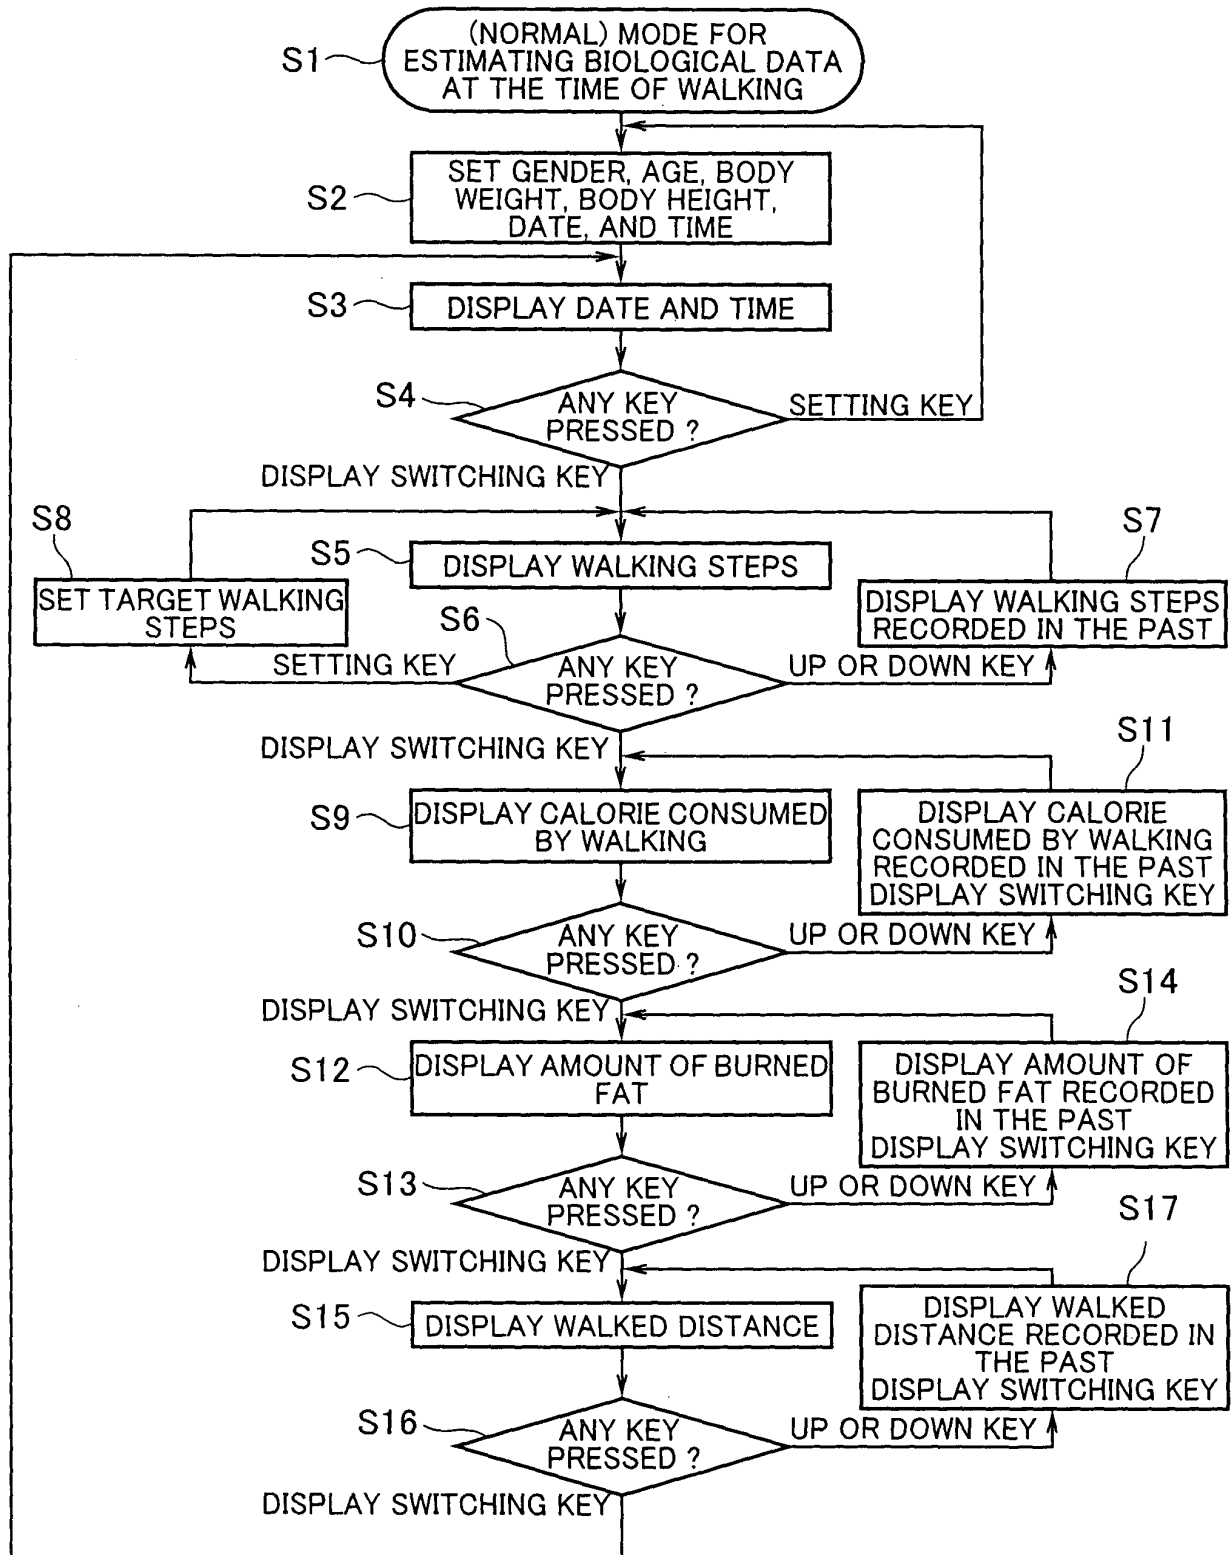 S1
(NORMAL) MODE FOR
ESTIMATING BIOLOGICAL DATA
AT THE TIME OF WALKING
S2
SET GENDER, AGE, BODY
WEIGHT, BODY HEIGHT,
DATE, AND TIME
S3
DISPLAY DATE AND TIME
S4
ANY KEY
PRESSED ?
SETTING KEY
DISPLAY SWITCHING KEY
S8
SET TARGET WALKING
STEPS
S5
DISPLAY WALKING STEPS
S7
DISPLAY WALKING STEPS
RECORDED IN THE PAST
S6
SETTING KEY
ANY KEY
PRESSED ?
UP OR DOWN KEY
DISPLAY SWITCHING KEY
S9
DISPLAY CALORIE CONSUMED
BY WALKING
S11
DISPLAY CALORIE
CONSUMED BY WALKING
RECORDED IN THE PAST
DISPLAY SWITCHING KEY
S10
ANY KEY
PRESSED ?
UP OR DOWN KEY
DISPLAY SWITCHING KEY
S12
DISPLAY AMOUNT OF BURNED
FAT
S14
DISPLAY AMOUNT OF
BURNED FAT RECORDED
IN THE PAST
DISPLAY SWITCHING KEY
S13
ANY KEY
PRESSED ?
UP OR DOWN KEY
DISPLAY SWITCHING KEY
S15
DISPLAY WALKED DISTANCE
S17
DISPLAY WALKED
DISTANCE RECORDED IN
THE PAST
DISPLAY SWITCHING KEY
S16
ANY KEY
PRESSED ?
UP OR DOWN KEY
DISPLAY SWITCHING KEY